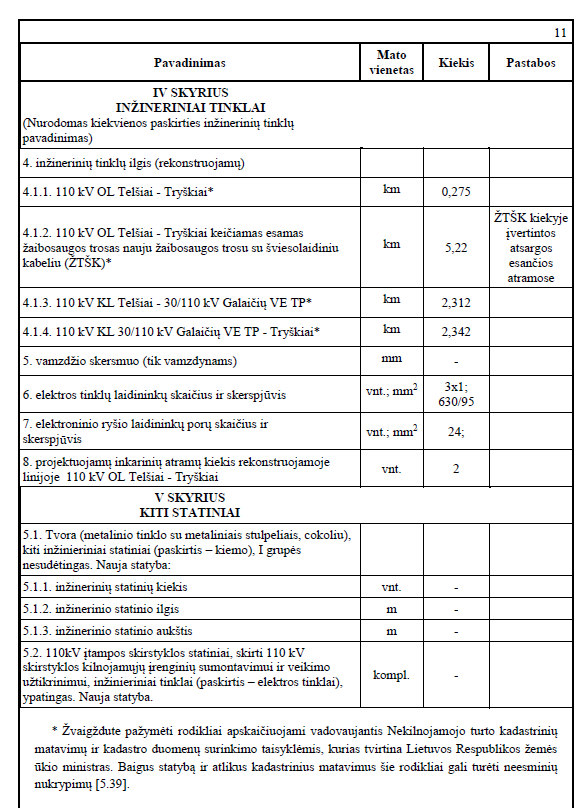 11
Pavadinimas
Mato
vienetas
Kiekis
Pastabos
IV SKYRIUS
INŽINERINIAI TINKLAI
(Nurodomas kiekvienos paskirties inžinerinių tinklų
pavadinimas)
4. inžinerinių tinklų ilgis (rekonstruojamų)
4.1.1. 110 kV OL Telšiai - Tryškiai*
km
0,275
4.1.2. 110 kV OL Telšiai - Tryškiai keičiamas esamas
žaibosaugos trosas nauju žaibosaugos trosu su šviesolaidiniu
kabeliu (ŽTŠK)*
km
5,22
ŽTŠK kiekyje
įvertintos
atsargos
esančios
atramose
4.1.3. 110 kV KL Telšiai - 30/110 kV Galaičių VE TP*
km
2,312
4.1.4. 110 kV KL 30/110 kV Galaičių VE TP - Tryškiai*
km
2,342
5. vamzdžio skersmuo (tik vamzdynams)
mm
-
6. elektros tinklų laidininkų skaičius ir skerspjūvis
vnt.; mm2
3x1;
630/95
7. elektroninio ryšio laidininkų porų skaičius ir
skerspjūvis
vnt.; mm2
24;
8. projektuojamų inkarinių atramų kiekis rekonstruojamoje
linijoje 110 kV OL Telšiai - Tryškiai
vnt.
2
V SKYRIUS
KITI STATINIAI
5.1. Tvora (metalinio tinklo su metaliniais stulpeliais, cokoliu),
kiti inžinieriniai statiniai (paskirtis – kiemo), I grupės
nesudėtingas. Nauja statyba:
5.1.1. inžinerinių statinių kiekis
vnt.
-
5.1.2. inžinerinio statinio ilgis
m
-
5.1.3. inžinerinio statinio aukštis
m
-
5.2. 110kV įtampos skirstyklos statiniai, skirti 110 kV
skirstyklos kilnojamųjų įrenginių sumontavimui ir veikimo
užtikrinimui, inžinieriniai tinklai (paskirtis – elektros tinklai),
ypatingas. Nauja statyba.
kompl.
-
* Žvaigždute pažymėti rodikliai apskaičiuojami vadovaujantis Nekilnojamojo turto kadastrinių
matavimų ir kadastro duomenų surinkimo taisyklėmis, kurias tvirtina Lietuvos Respublikos žemės
ūkio ministras. Baigus statybą ir atlikus kadastrinius matavimus šie rodikliai gali turėti neesminių
nukrypimų [5.39].